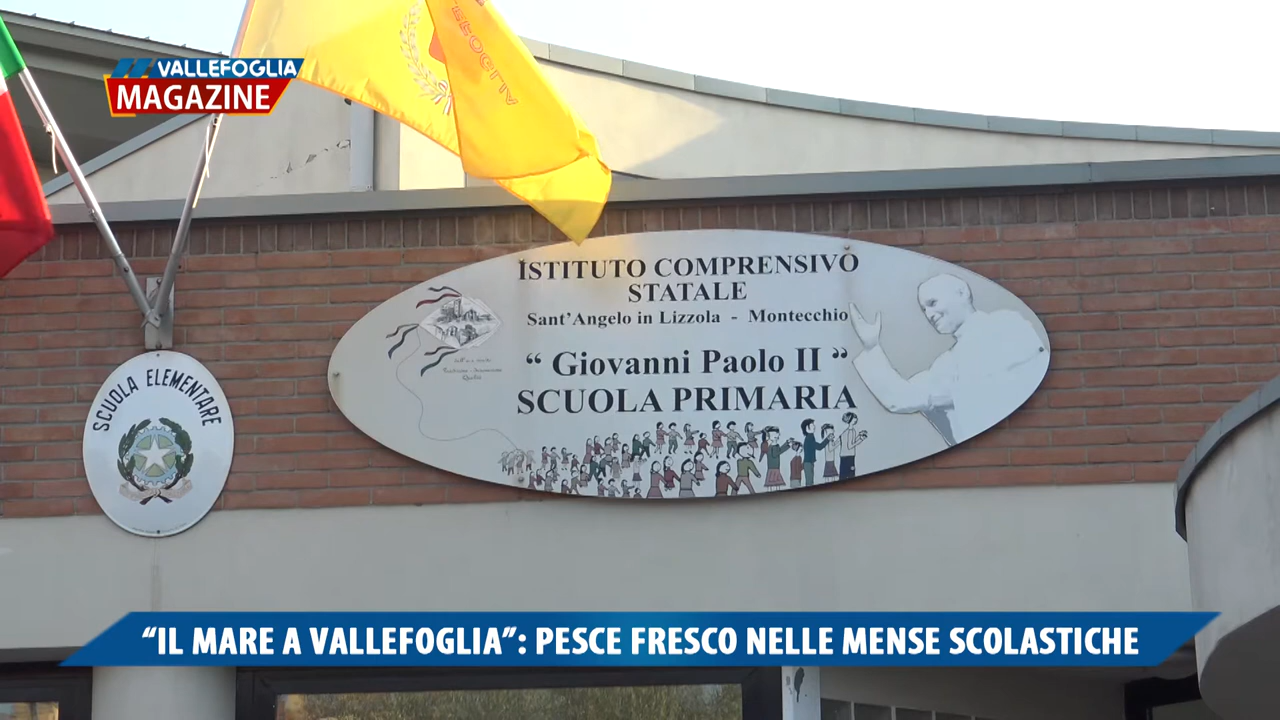 VALLEFOGLIA
MAGAZINE
ISTITUTO COMPRENSIVO
STATALE
Sant'Angelo in Lizzola - Montecchio
“ Giovanni Paolo II ”
SCUOLA PRIMARIA
SCUOLA ELEMENTARE
“IL MARE A VALLEFOGLIA”: PESCE FRESCO NELLE MENSE SCOLASTICHE